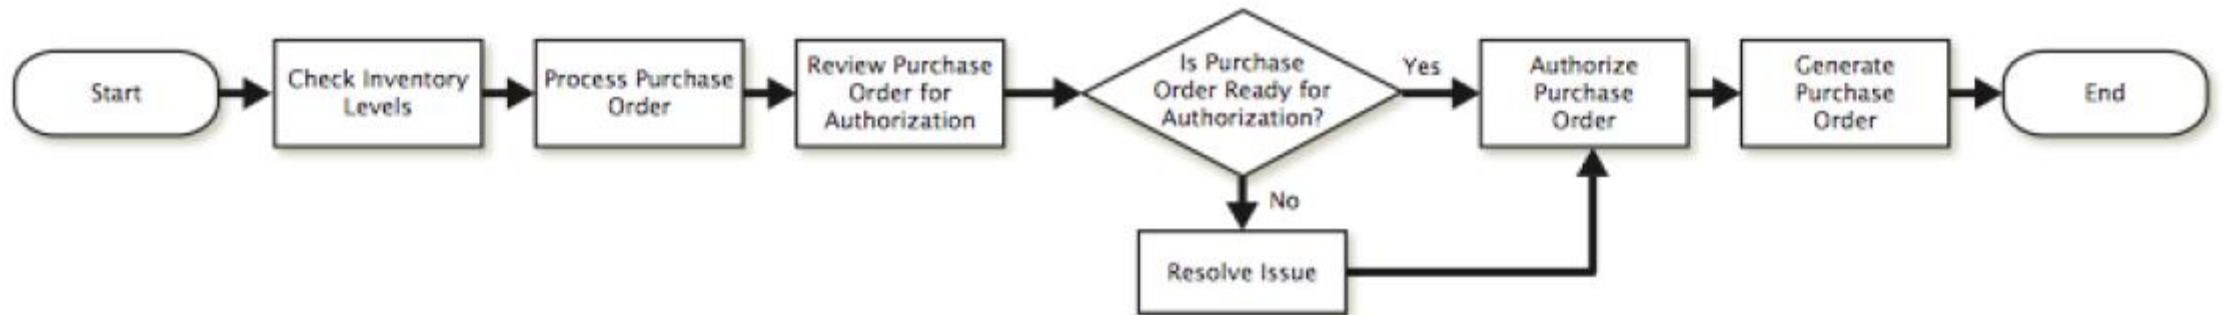 Start
Check Inventory
Levels
Process Purchase
Order
Review Purchase
Order for
Authorization
Is Purchase
Order Ready for
Authorization?
Yes
Authorize
Purchase
Order
Generate
Purchase
Order
End
No
Resolve Issue